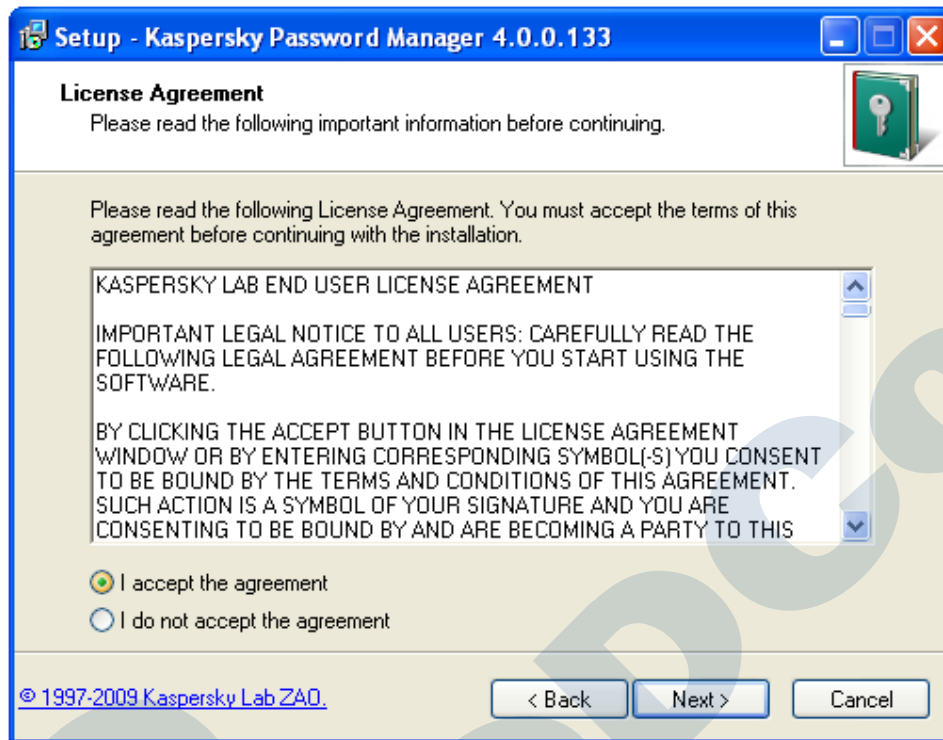 Setup - Kaspersky Password Manager 4.0.0.133
License Agreement
Please read the following important information before continuing.
Please read the following License Agreement. You must accept the terms of this
agreement before continuing with the installation.
KASPERSKY LAB END USER LICENSE AGREEMENT
IMPORTANT LEGAL NOTICE TO ALL USERS: CAREFULLY READ THE
FOLLOWING LEGAL AGREEMENT BEFORE YOU START USING THE
SOFTWARE.
BY CLICKING THE ACCEPT BUTTON IN THE LICENSE AGREEMENT
WINDOW OR BY ENTERING CORRESPONDING SYMBOL(-S) YOU CONSENT
TO BE BOUND BY THE TERMS AND CONDITIONS OF THIS AGREEMENT.
SUCH ACTION IS A SYMBOL OF YOUR SIGNATURE AND YOU ARE
CONSENTING TO BE BOUND BY AND ARE BECOMING A PARTY TO THIS
I accept the agreement
I do not accept the agreement
© 1997-2009 Kaspersky Lab ZAO.
< Back
Next >
Cancel